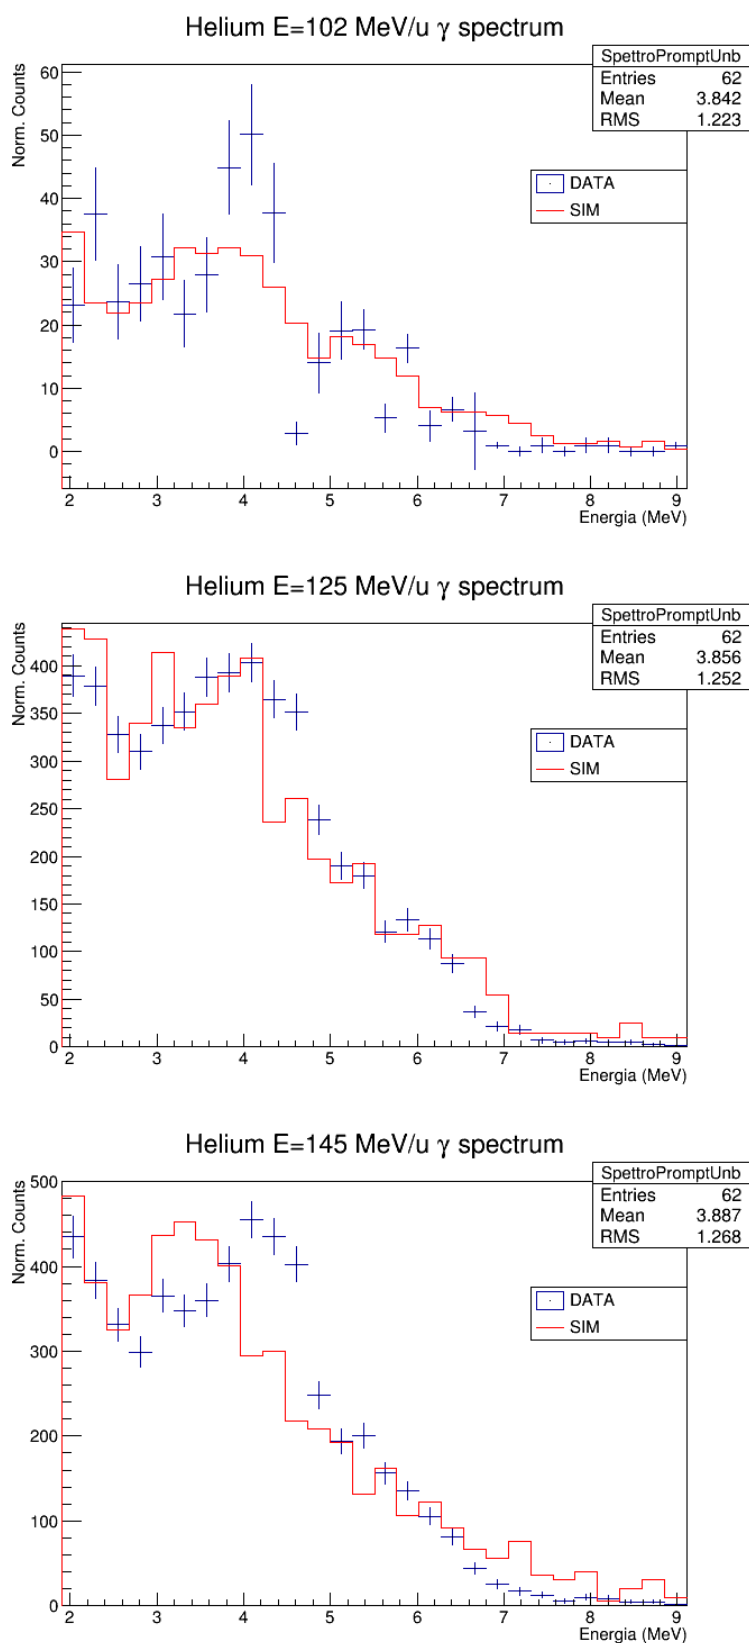 Helium E=102 MeV/u γ spectrum
SpettroPromptUnb
Entries 62
Mean 3.842
RMS 1.223
Norm. Counts
60
50
40
30
20
10
0
DATA
SIM
2 3 4 5 6 7 8 9
Energia (MeV)
Helium E=125 MeV/u γ spectrum
SpettroPromptUnb
Entries 62
Mean 3.856
RMS 1.252
Norm. Counts
400
350
300
250
200
150
100
50
0
DATA
SIM
2 3 4 5 6 7 8 9
Energia (MeV)
Helium E=145 MeV/u γ spectrum
SpettroPromptUnb
Entries 62
Mean 3.887
RMS 1.268
Norm. Counts
500
400
300
200
100
0
DATA
SIM
2 3 4 5 6 7 8 9
Energia (MeV)